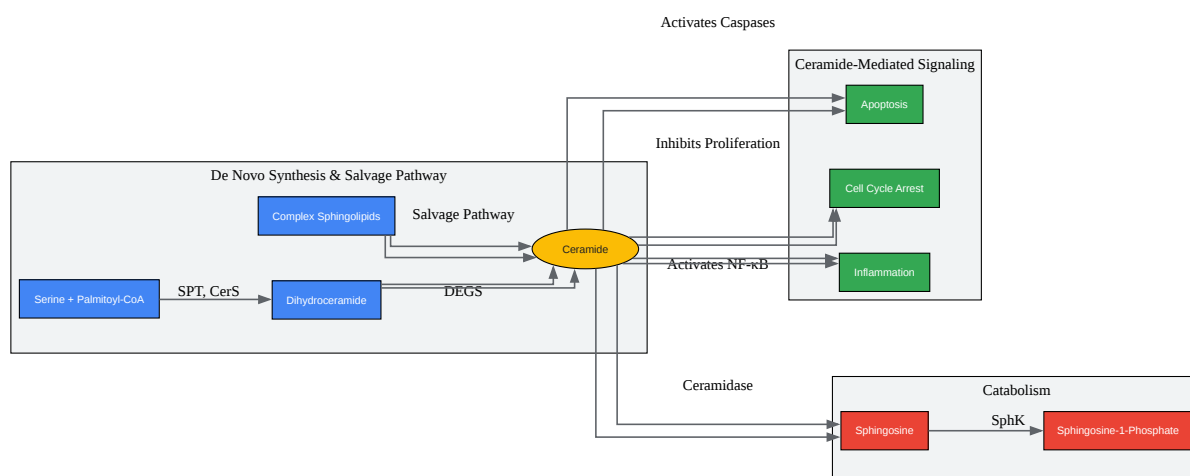 Activates Caspases
Ceramide-Mediated Signaling
Apoptosis
Inhibits Proliferation
De Novo Synthesis & Salvage Pathway
Cell Cycle Arrest
Complex Sphingolipids
Salvage Pathway
Ceramide
Activates NF-κB
Inflammation
Serine + Palmitoyl-CoA
SPT, CerS
Dihydroceramide
DEGS
Ceramidase
Catabolism
Sphingosine
SphK
Sphingosine-1-Phosphate